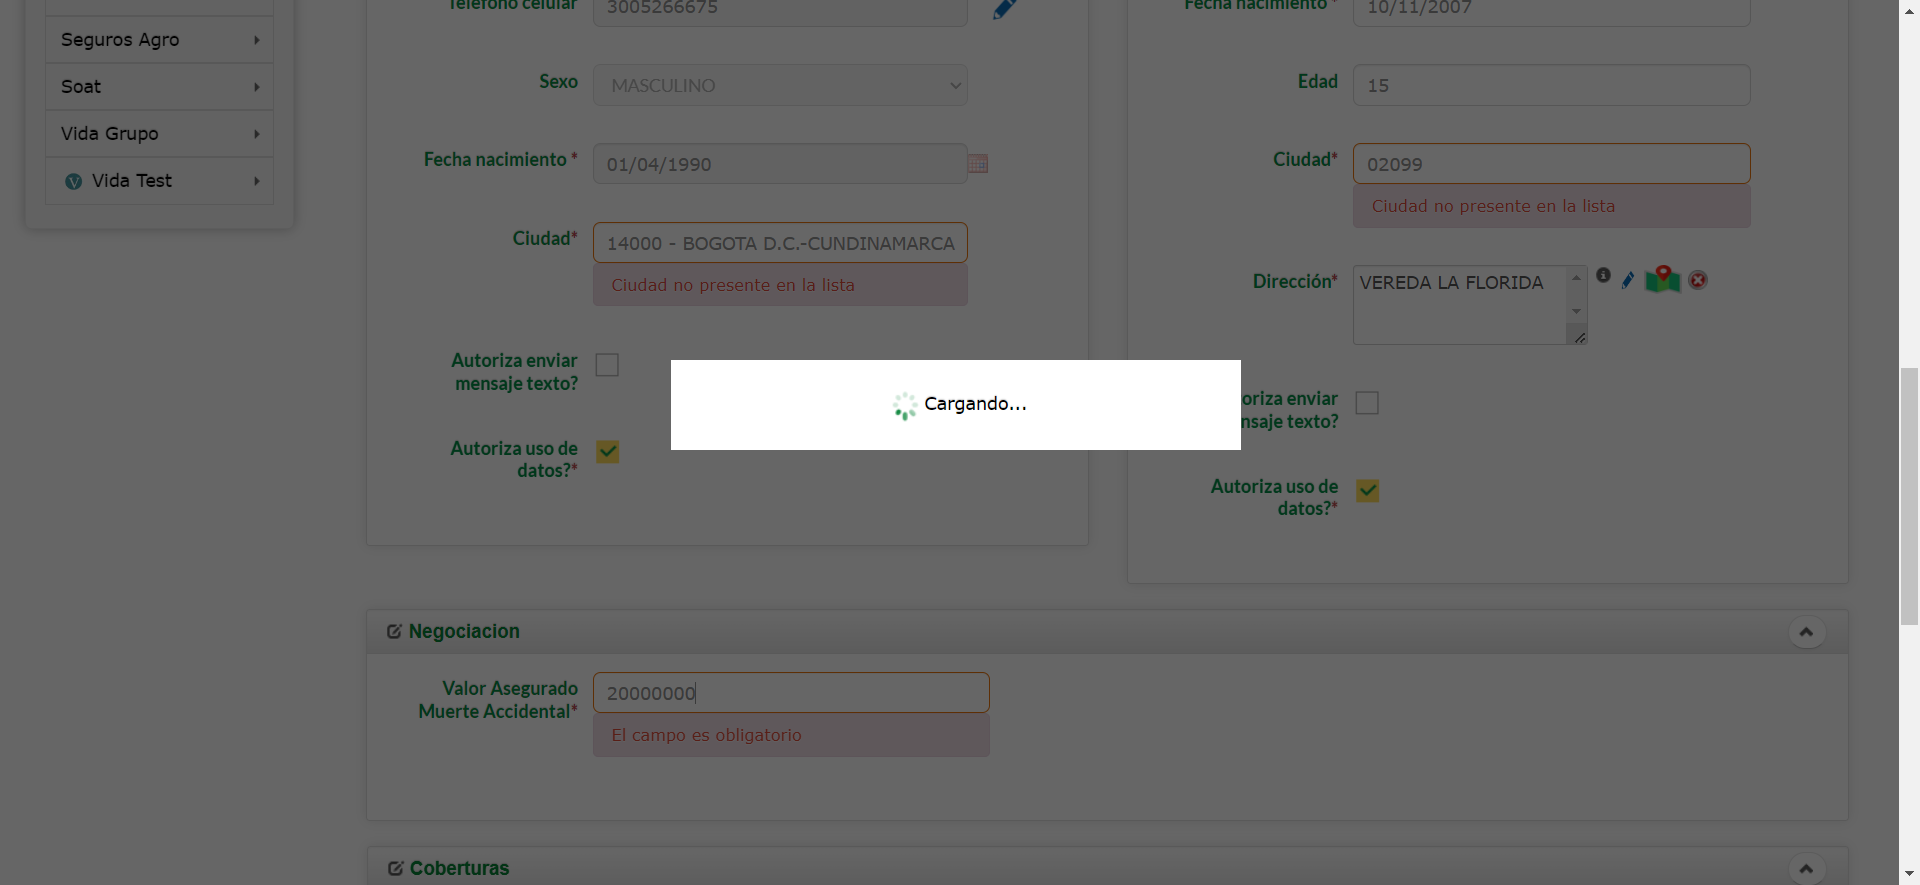 Seguros Agro
Soat
Vida Grupo
Vida Test
Teléfono celular
3005266675
Sexo
MASCULINO
Fecha nacimiento *
01/04/1990
Ciudad*
14000 - BOGOTA D.C.-CUNDINAMARCA
Ciudad no presente en la lista
Autoriza enviar
mensaje texto?
Autoriza uso de
datos?*
Fecha nacimiento *
10/11/2007
Edad
15
Ciudad*
02099
Ciudad no presente en la lista
Dirección*
VEREDA LA FLORIDA
oriza enviar
nsaje texto?
Autoriza uso de
datos?*
Cargando...
Negociacion
Valor Asegurado
Muerte Accidental*
20000000
El campo es obligatorio
Coberturas